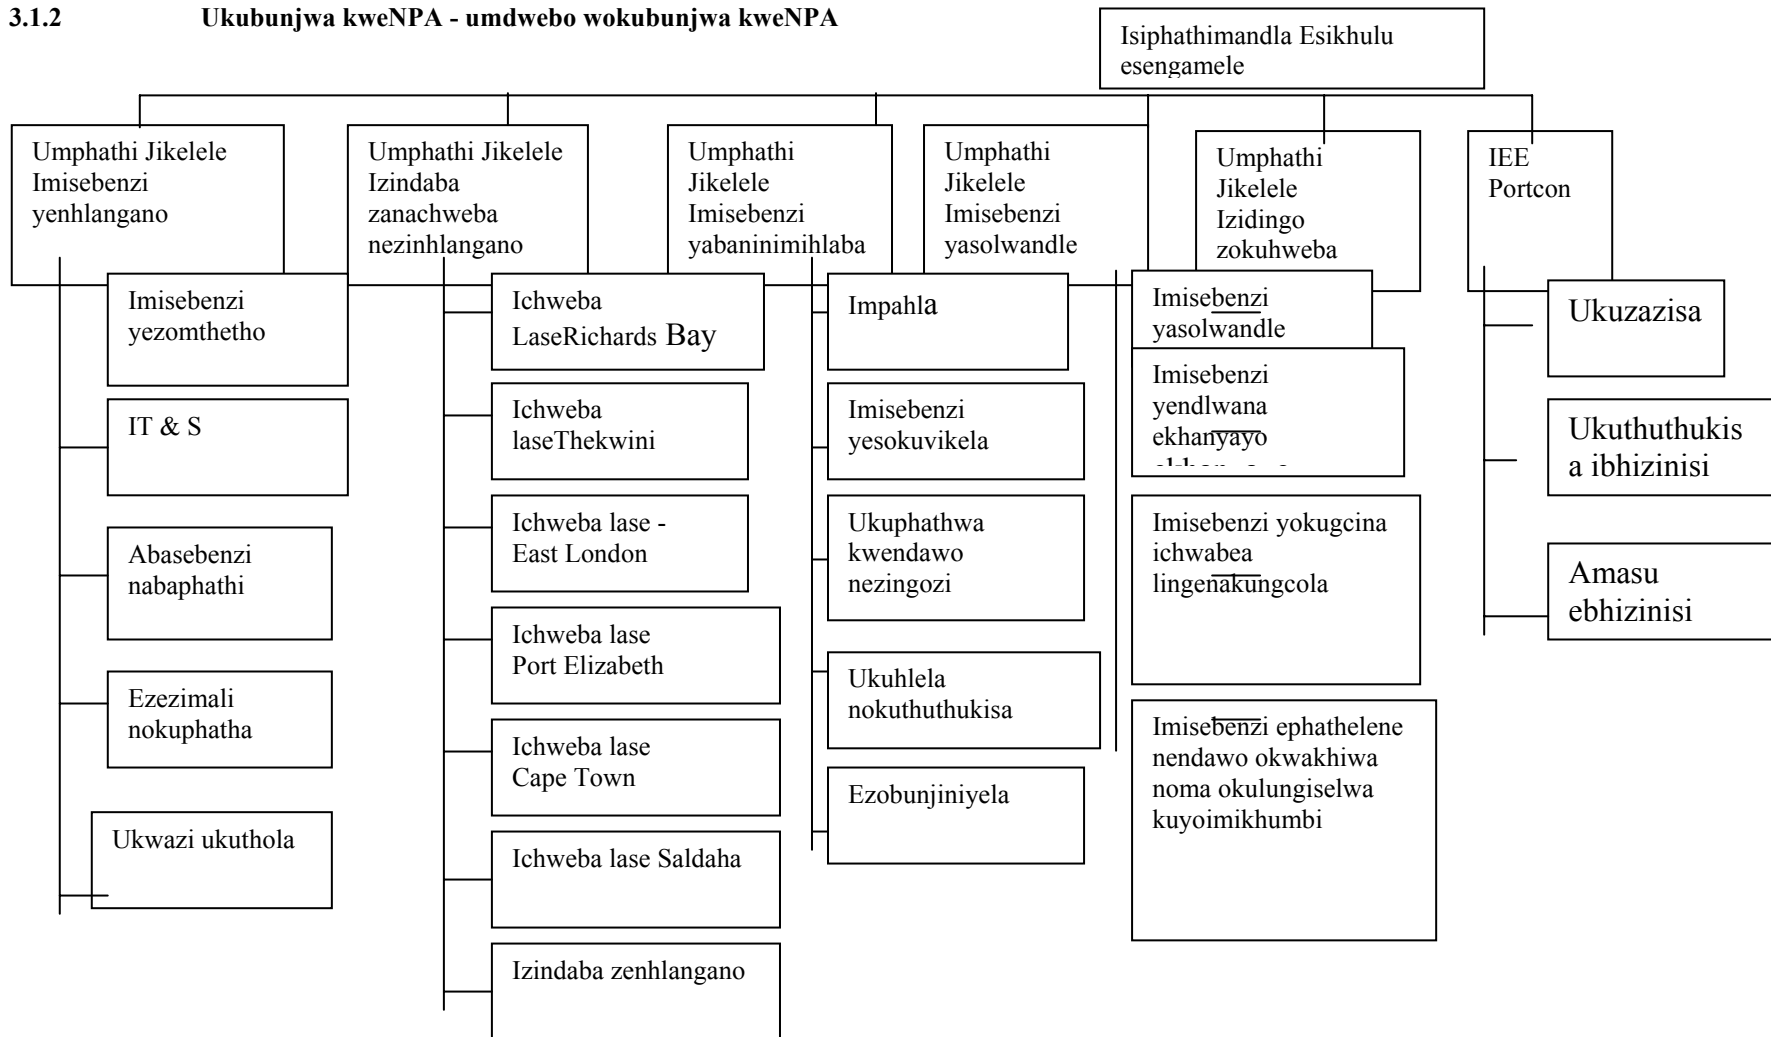 3.1.2 Ukubunjwa kweNPA - umdwebo wokubunjwa kweNPA
Isiphathimandla Esikhulu
esengamele
Umphathi Jikelele
Imisebenzi
yenhlangano
Umphathi Jikelele
Izindaba
zanachweba
nezinhlangano
Umphathi
Jikelele
Imisebenzi
yabaninimihlaba
Umphathi
Jikelele
Imisebenzi
yasolwandle
Umphathi
Jikelele
Izidingo
zokuhweba
IEE
Portcon
Imisebenzi
yezomthetho
IT & S
Abasebenzi
nabaphathi
Ezezimali
nokuphatha
Ukwazi ukuthola
Ichweba
LaseRichards Bay
Ichweba
laseThekwini
Ichweba lase -
East London
Ichweba lase
Port Elizabeth
Ichweba lase
Cape Town
Ichweba lase Saldaha
Izindaba zenhlangano
Impahla
Imisebenzi
yesokuvikela
Ukuphathwa
kwendawo
nezingozi
Ukuhlela
nokuthuthukisa
Ezobunjiniyela
Imisebenzi
yasolwandle
Imisebenzi
yendlwana
ekhanyayo
Imisebenzi yokugcina
ichwabea
lingenakungcola
Imisebenzi ephathelene
nendawo okwakhiwa
noma okulungiselwa
kuyoimikhumbi
Ukuzazisa
Ukuthuthukis
a ibhizinisi
Amasu
ebhizinisi